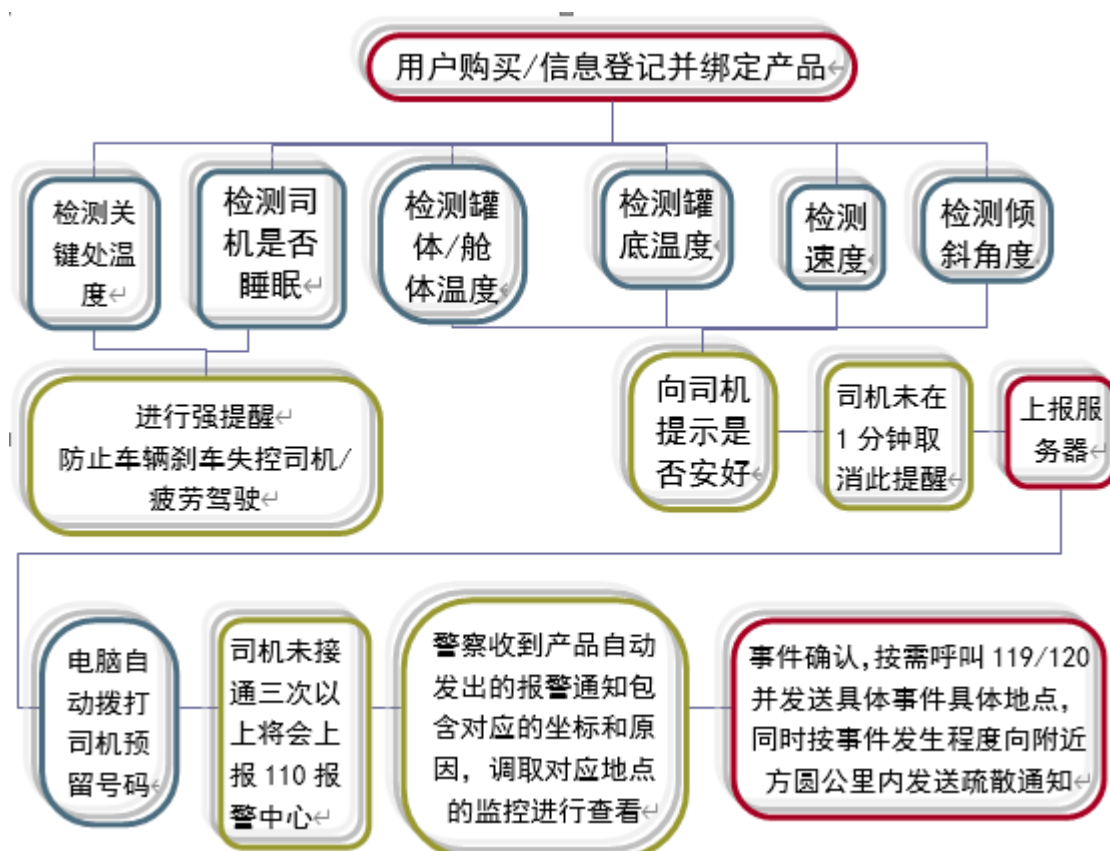 用户购买/信息登记并绑定产品
检测关
键处温
度
检测司
机是否
睡眠
检测罐
体/舱
体温度
检测罐
底温度
检测
速度
检测倾
斜角度
进行强提醒
防止车辆刹车失控司机/
疲劳驾驶
向司机
提示是
否安好
司机未在
1分钟取
消此提醒
上报服
务器
电脑自
动拨打
司机预
留号码
司机未接
通三次以
上将会上
报110报
警中心
警察收到产品自动
发出的报警通知包
含对应的坐标和原
因，调取对应地点
的监控进行查看
事件确认,按需呼叫119/120
并发送具体事件具体地点，
同时按事件发生程度向附近
方圆公里内发送疏散通知